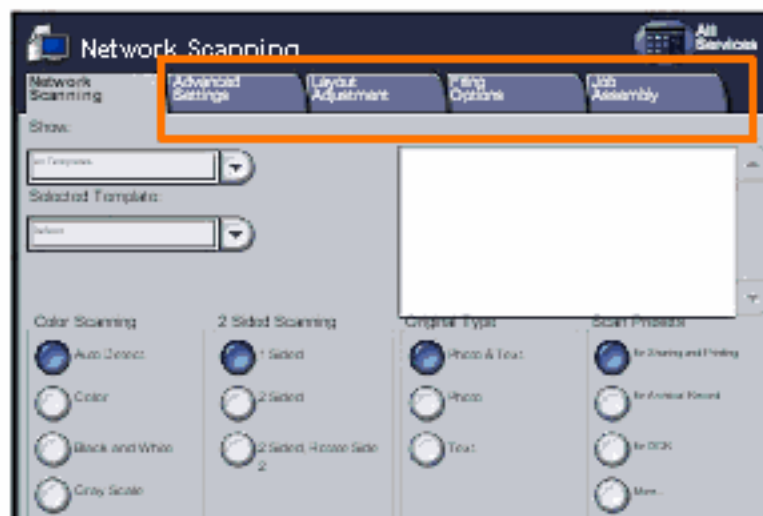 Network Scanning
All
Services
Network
Scanning
Advanced
Settings
Layout
Adjustment
Filing
Options
Job
Assembly
Show:
All Templates
Selected Template:
Default
Color Scanning
2 Sided Scanning
Original Type
Scan Presets
Auto Detect
1 Sided
Photo & Text
for Sharing and Printing
Color
2 Sided
Photo
for Archival Record
Black and White
2 Sided, Rotate Side
2
Text
for OCR
Gray Scale
More...